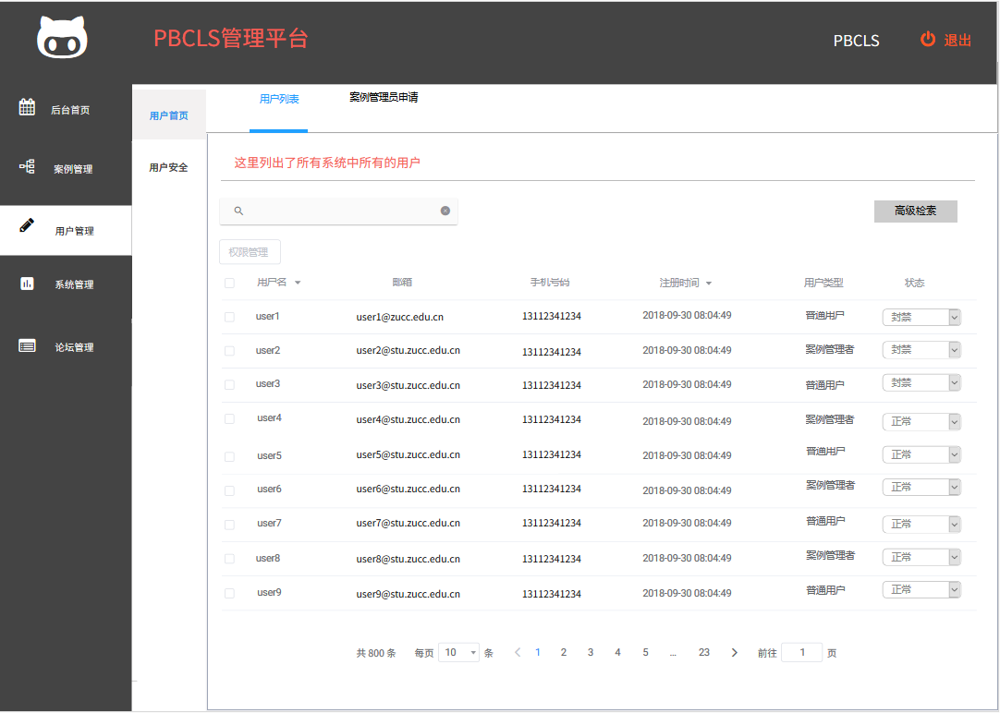 PBCLS管理平台
PBCLS
退出
后台首页
案例管理
用户管理
系统管理
论坛管理
用户首页
用户安全
用户列表 案例管理员申请
这里列出了所有系统中所有的用户
高级检索
权限管理
用户名 邮箱 手机号码 注册时间 用户类型 状态
user1 user1@zucc.edu.cn 13112341234 2018-09-30 08:04:49 普通用户 封禁
user2 user2@stu.zucc.edu.cn 13112341234 2018-09-30 08:04:49 案例管理者 封禁
user3 user3@stu.zucc.edu.cn 13112341234 2018-09-30 08:04:49 普通用户 封禁
user4 user4@stu.zucc.edu.cn 13112341234 2018-09-30 08:04:49 案例管理者 正常
user5 user5@stu.zucc.edu.cn 13112341234 2018-09-30 08:04:49 普通用户 正常
user6 user6@stu.zucc.edu.cn 13112341234 2018-09-30 08:04:49 案例管理者 正常
user7 user7@stu.zucc.edu.cn 13112341234 2018-09-30 08:04:49 普通用户 正常
user8 user8@stu.zucc.edu.cn 13112341234 2018-09-30 08:04:49 案例管理者 正常
user9 user9@stu.zucc.edu.cn 13112341234 2018-09-30 08:04:49 普通用户 正常
共 800 条 每页 10 条 1 2 3 4 5 ... 23 前往 1 页